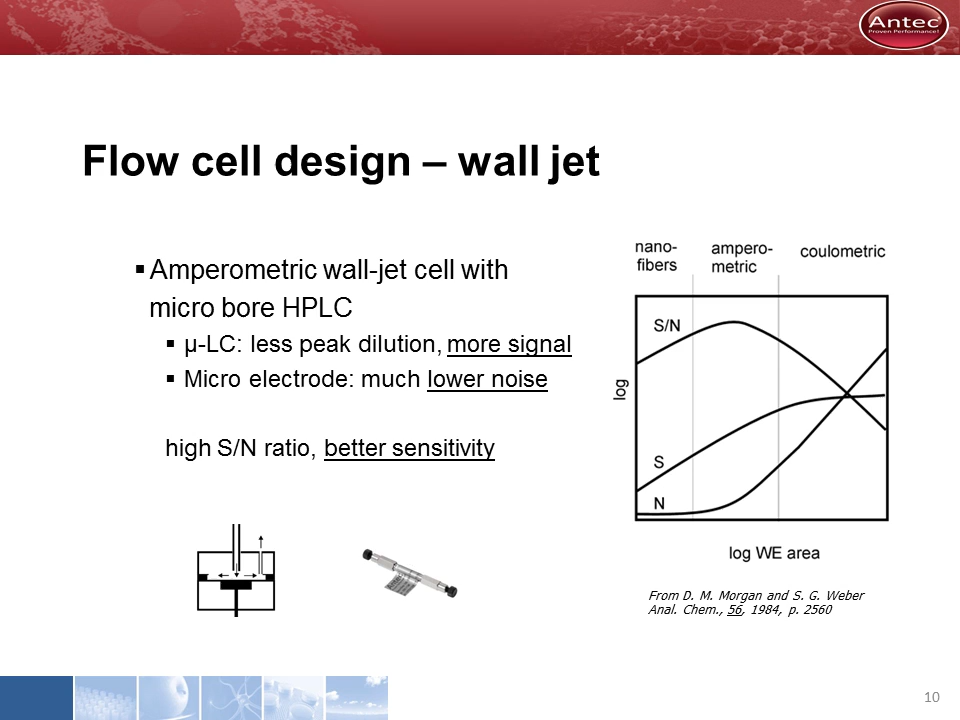 Antec
Proven Performance!
Flow cell design – wall jet
▪ Amperometric wall-jet cell with
micro bore HPLC
▪ µ-LC: less peak dilution, more signal
▪ Micro electrode: much lower noise
high S/N ratio, better sensitivity
nano-
fibers
ampero-
metric
coulometric
S/N
log
S
N
log WE area
From D. M. Morgan and S. G. Weber
Anal. Chem., 56, 1984, p. 2560
10